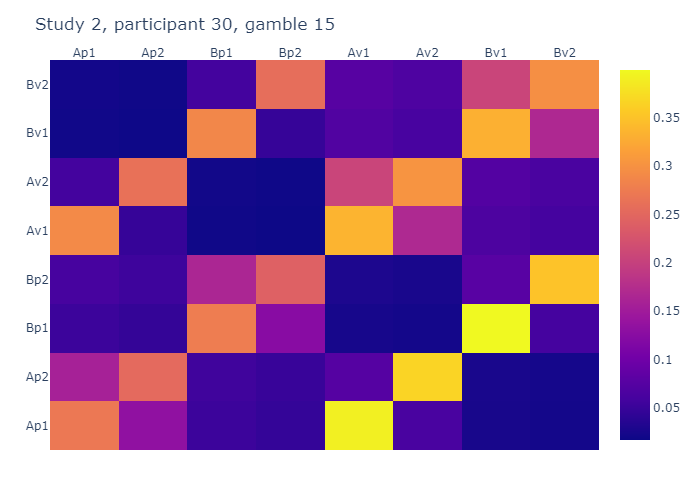 Study 2, participant 30, gamble 15
Ap1 Ap2 Bp1 Bp2 Av1 Av2 Bv1 Bv2
Bv2
Bv1
Av2
Av1
Bp2
Bp1
Ap2
Ap1
0.35
0.3
0.25
0.2
0.15
0.1
0.05